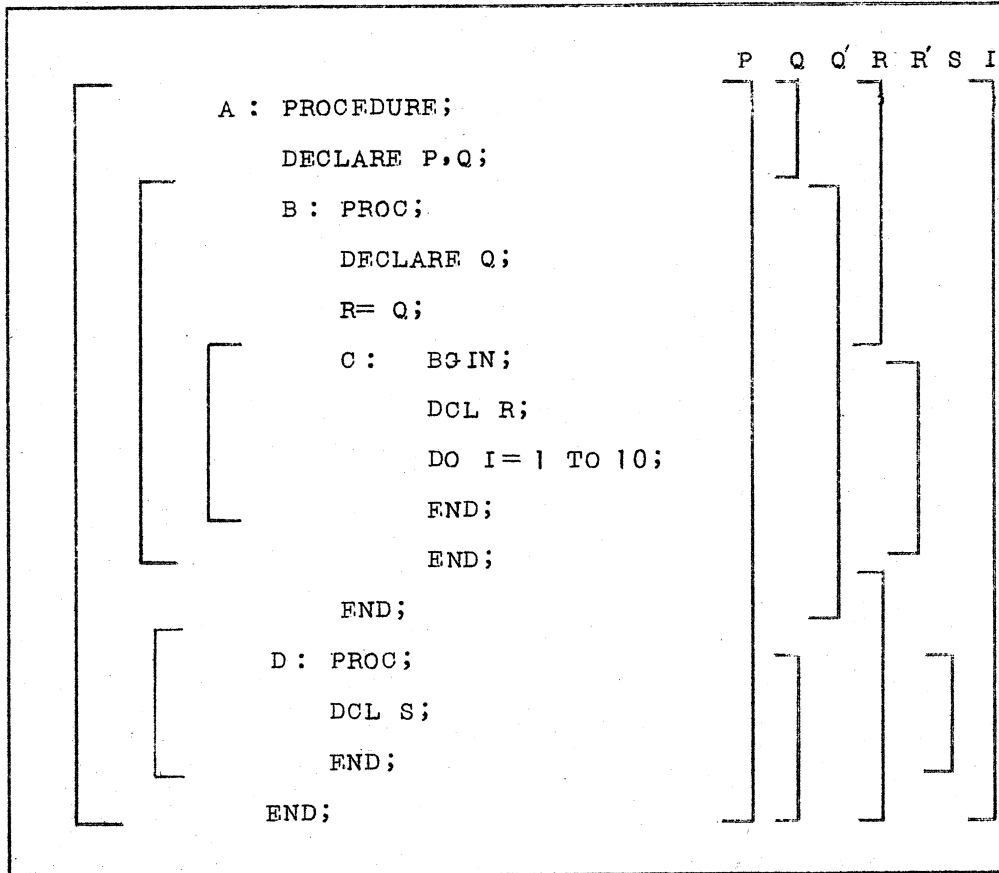 P Q Q' R R' S I
A : PROCEDURE;
DECLARE P,Q;
B : PROC;
DECLARE Q;
R= Q;
C : BGIN;
DCL R;
DO I= 1 TO 10;
END;
END;
END;
D : PROC;
DCL S;
END;
END;